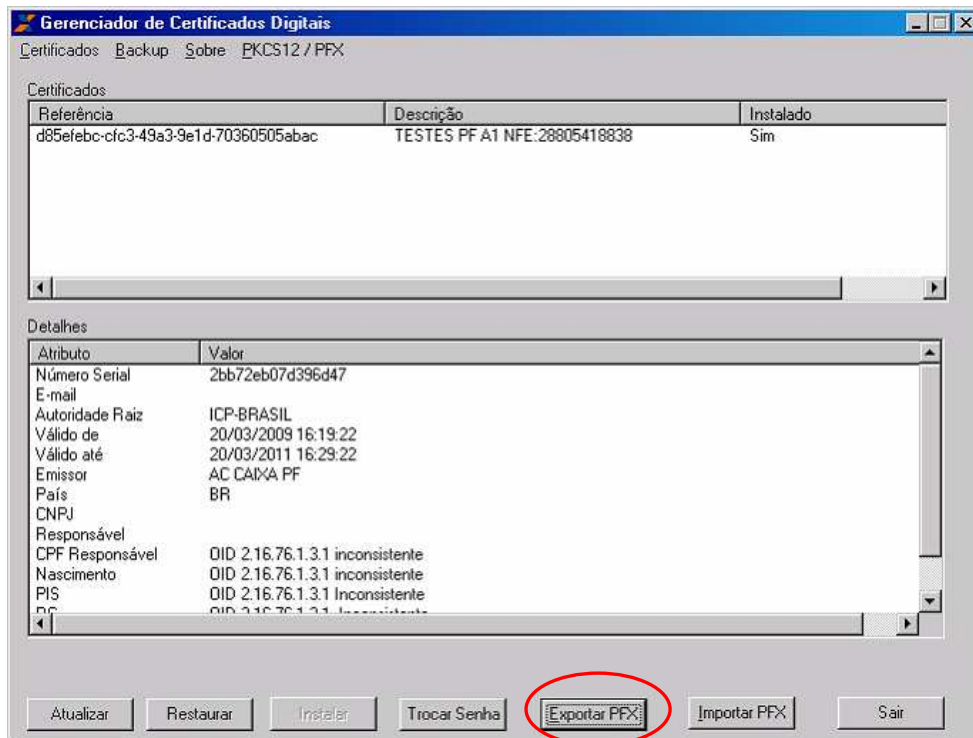 Gerenciador de Certificados Digitais
Certificados Backup Sobre PKCS12 / PFX
Certificados
Referência Descrição Instalado
d85efebc-cfc3-49a3-9e1d-70360505abac TESTES PF A1 NFE:28805418838 Sim
Detalhes
Atributo Valor
Número Serial 2bb72eb07d396d47
E-mail
Autoridade Raiz ICP-BRASIL
Válido de 20/03/2009 16:19:22
Válido até 20/03/2011 16:29:22
Emissor AC CAIXA PF
País BR
CNPJ
Responsável
CPF Responsável OID 2.16.76.1.3.1 inconsistente
Nascimento OID 2.16.76.1.3.1 inconsistente
PIS OID 2.16.76.1.3.1 Inconsistente
Atualizar Restaurar Instalar Trocar Senha Exportar PFX Importar PFX Sair